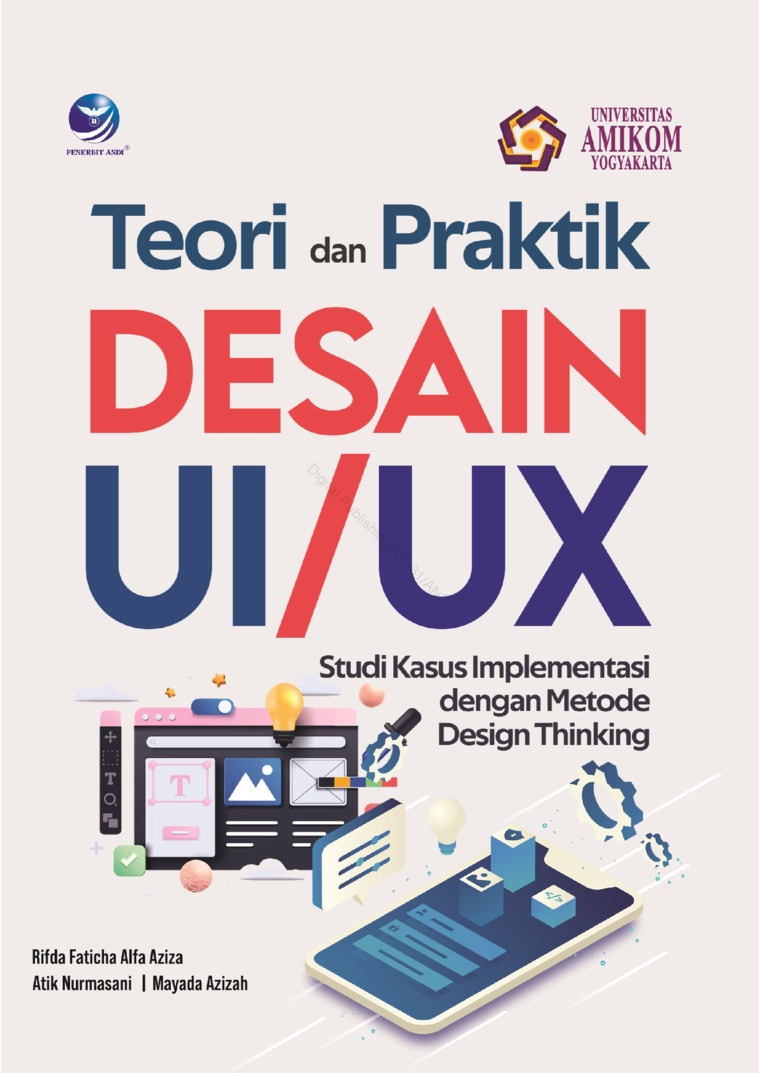 PENERBIT ANDI®
UNIVERSITAS
AMIKOM
YOGYAKARTA
Teori dan Praktik
DESAIN
UI/UX
Studi Kasus Implementasi
dengan Metode
Design Thinking
T
T
</>
Rifda Faticha Alfa Aziza
Atik Nurmasani | Mayada Azizah